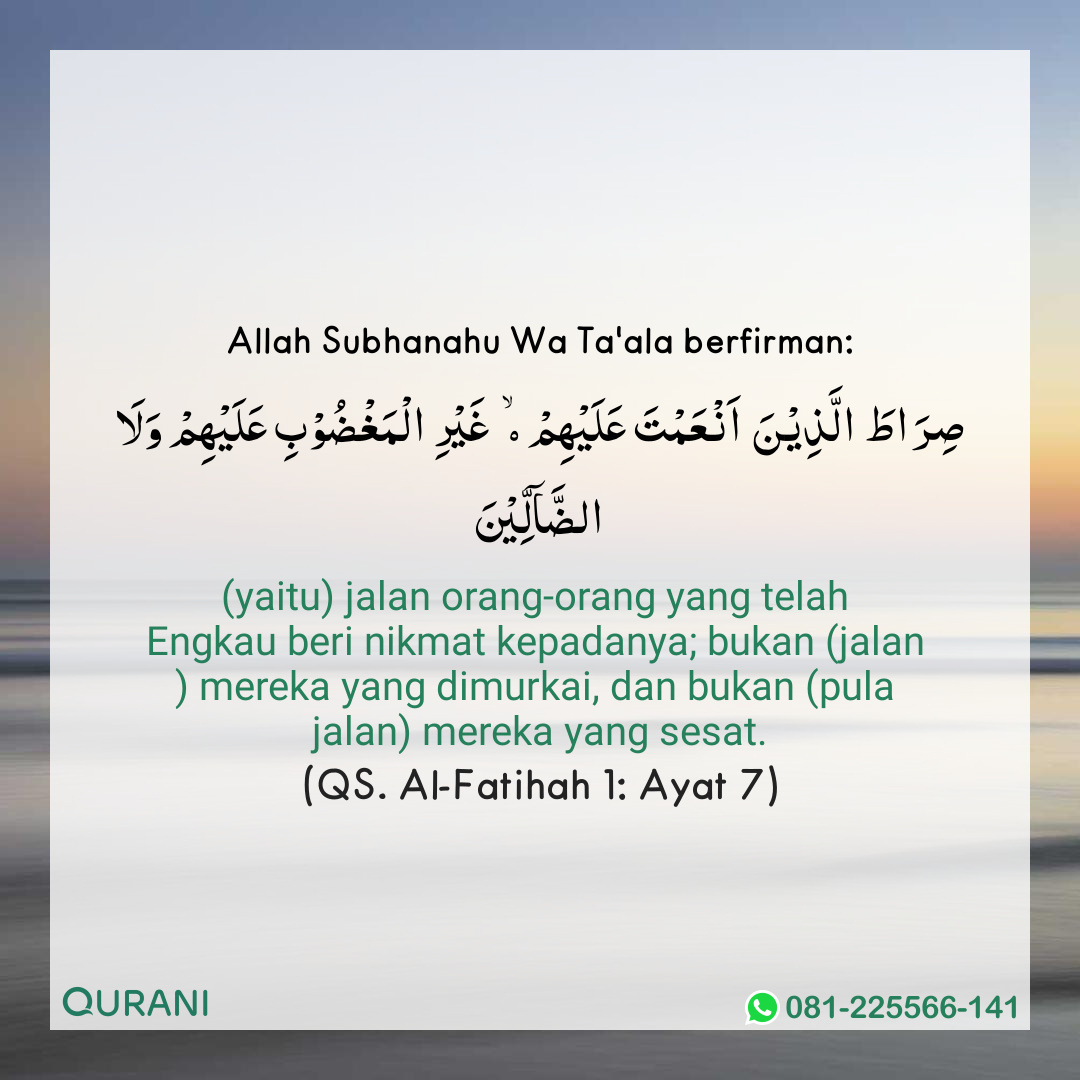 Allah Subhanahu Wa Ta'ala berfirman:
صِرَاطَ الَّذِيْنَ اَنْعَمْتَ عَلَيْهِمْ ەۙ غَيْرِ الْمَغْضُوْبِ عَلَيْهِمْ وَلَا
الضَّاۤلِّيْنَ
(yaitu) jalan orang-orang yang telah
Engkau beri nikmat kepadanya; bukan (jalan
) mereka yang dimurkai, dan bukan (pula
jalan) mereka yang sesat.
(QS. Al-Fatihah 1: Ayat 7)
QURANI
081-225566-141